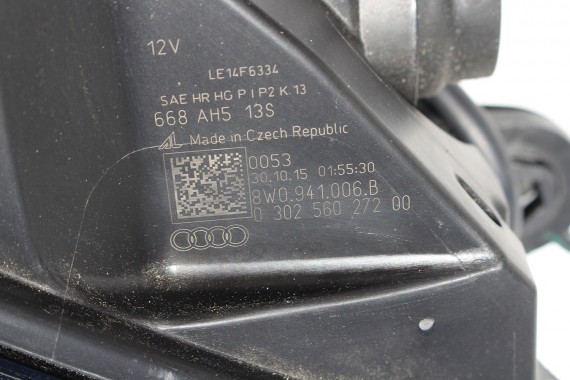 12V
LE14F6334
SAE HR HG P I P2 K 13
668 AH5 13S
AL Made in Czech Republic
0053
30.10.15 01:55:30
8W0.941.006.B
0 302 560 272 00